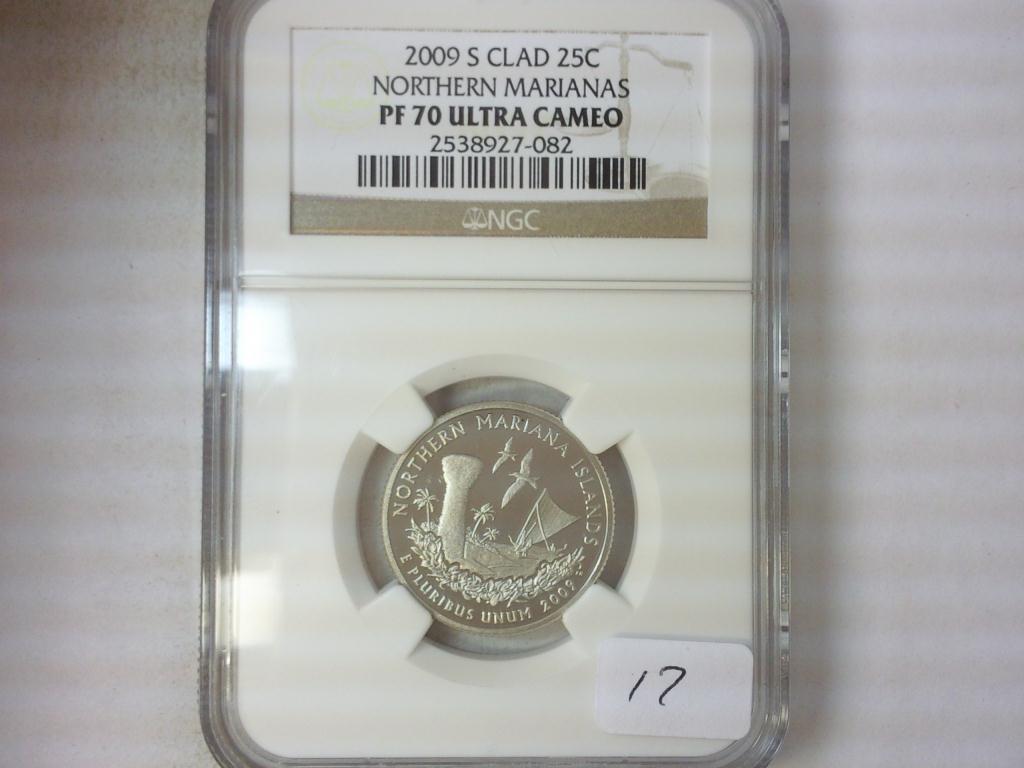 2009 S CLAD 25C
NORTHERN MARIANAS
PF 70 ULTRA CAMEO
2538927-082
NGC
NORTHERN MARIANA ISLANDS
E PLURIBUS UNUM 2009
17